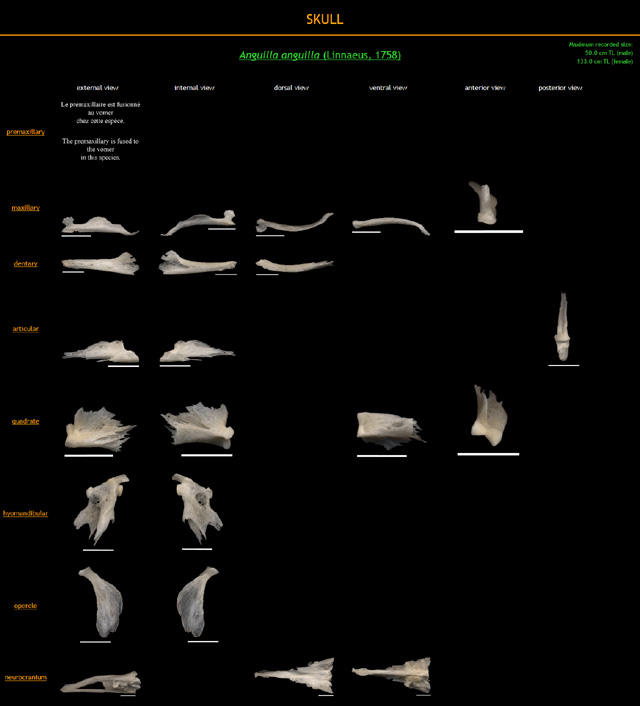 SKULL
Anguilla anguilla (Linnaeus, 1758)
Maximum recorded size:
50.0 cm TL (male)
133.0 cm TL (female)
external view internal view dorsal view ventral view anterior view posterior view
premaxillary
Le prémaxillaire est fusionné
au vomer
chez cette espèce.
The premaxillary is fused to
the vomer
in this species.
maxillary
dentary
articular
quadrate
hyomandibular
opercle
neurocranium